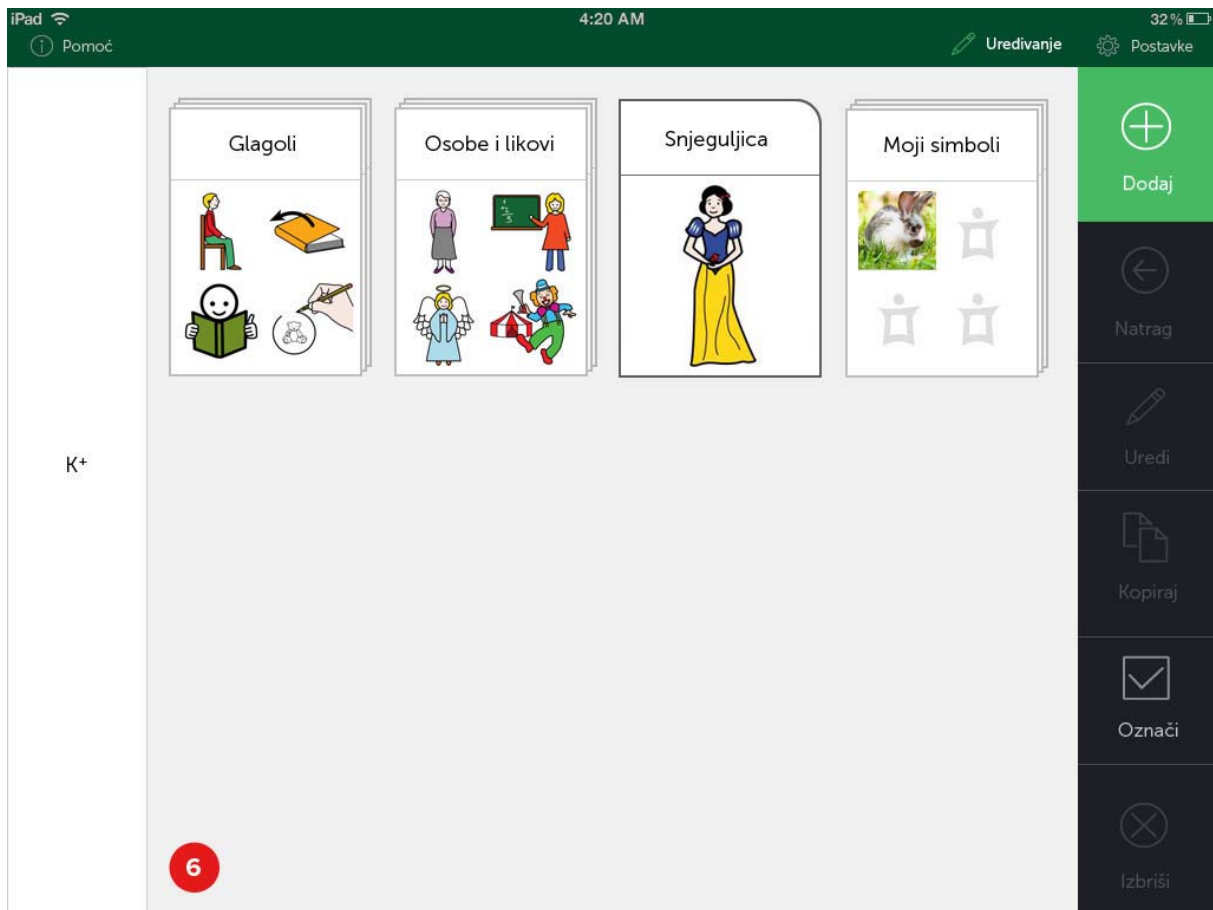 iPad 4:20 AM 32%
Pomoć Uredivanje Postavke
Glagoli Osobe i likovi Snjeguljica Moji simboli
Dodaj
Natrag
Uredi
K+
Kopiraj
Označi
6
Izbriši